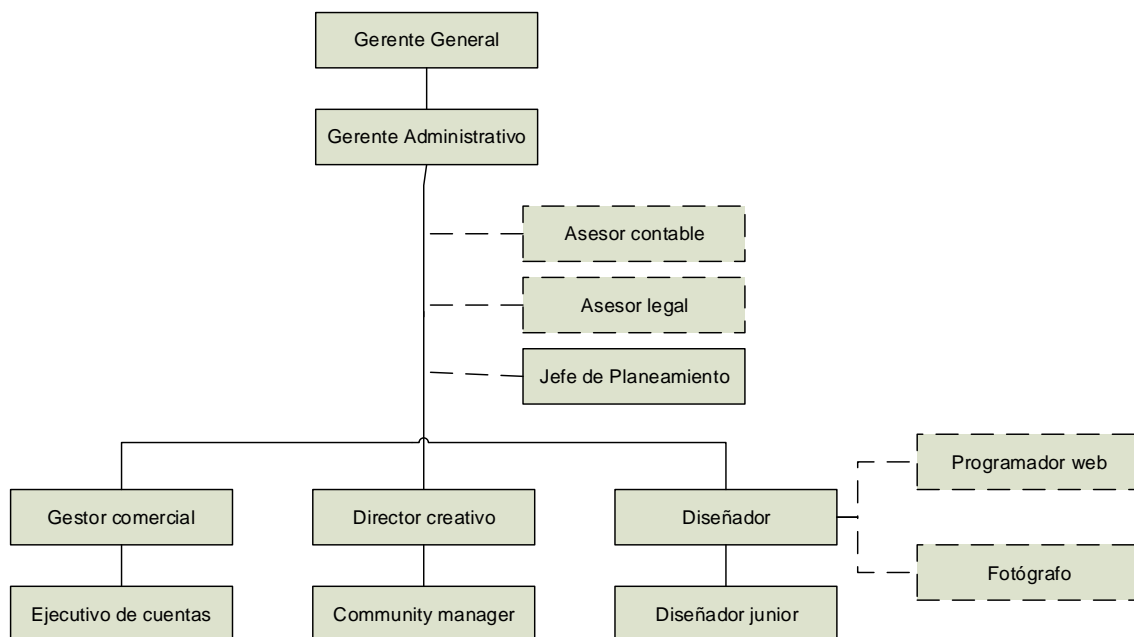 Gerente General
Gerente Administrativo
Asesor contable
Asesor legal
Jefe de Planeamiento
Programador web
Gestor comercial
Director creativo
Diseñador
Fotógrafo
Ejecutivo de cuentas
Community manager
Diseñador junior